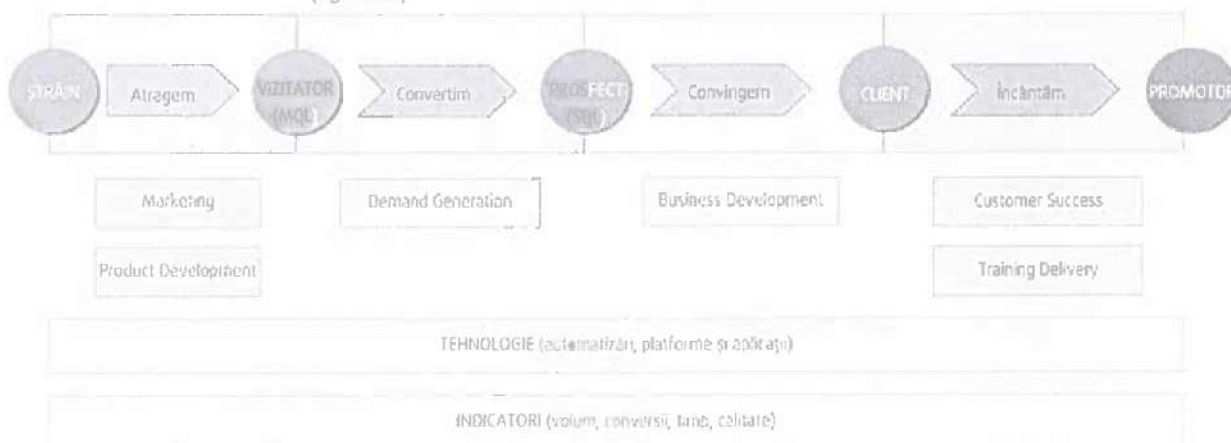 STRĂIN
Atragem
VIZITATOR
(MQL)
Convertim
PROSPECT
(SQL)
Convingem
CLIENT
Încântăm
PROMOTOR
Marketing
Demand Generation
Business Development
Customer Success
Product Development
Training Delivery
TEHNOLOGIE (automatizări, platforme și aplicații)
INDICATORI (volum, conversii, timp, calitate)